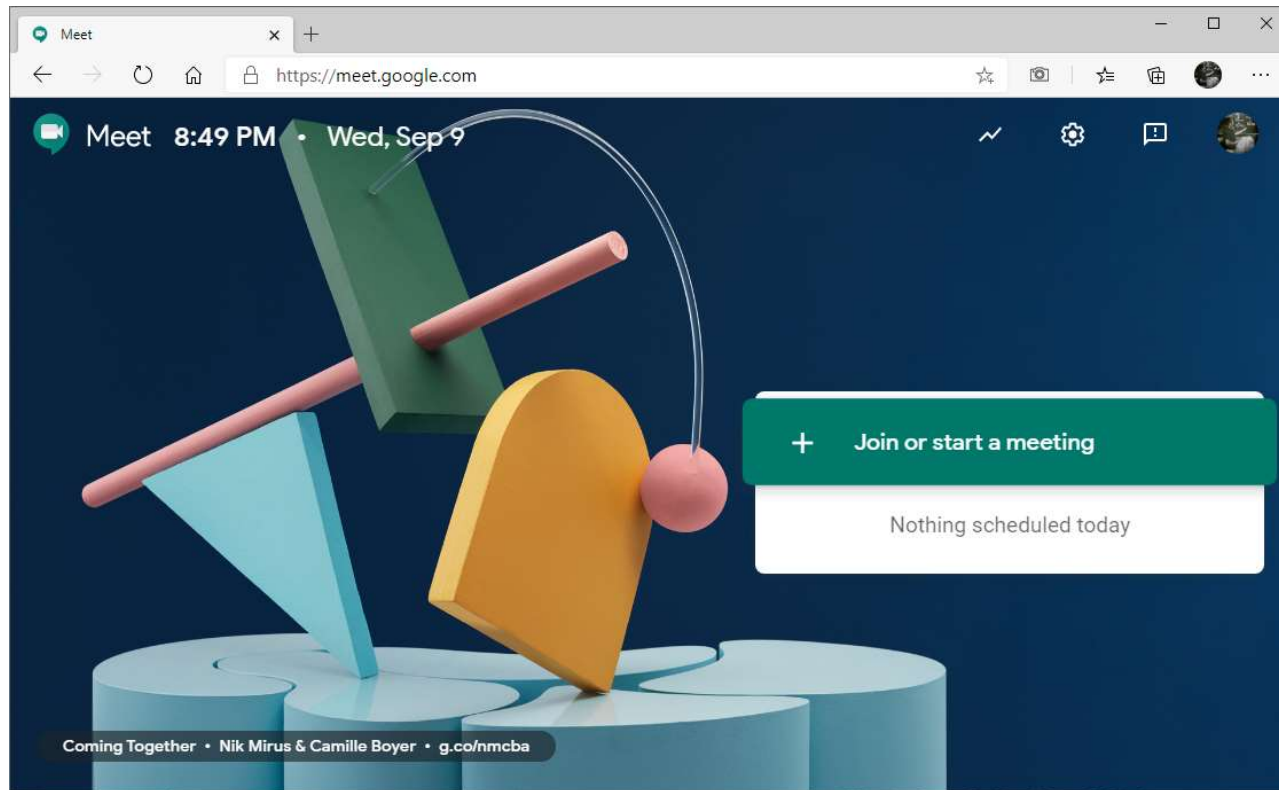 Meet
https://meet.google.com
Meet 8:49 PM • Wed, Sep 9
Join or start a meeting
Nothing scheduled today
Coming Together • Nik Mirus & Camille Boyer • g.co/nmcba